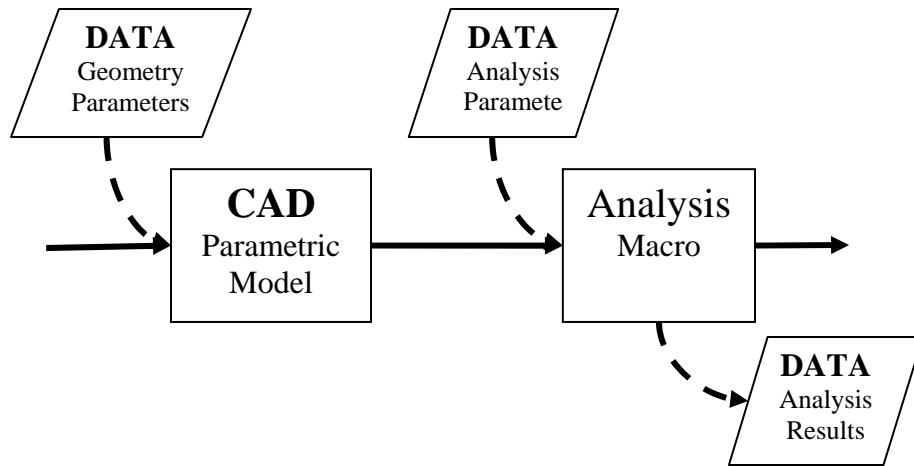 DATA
Geometry
Parameters
DATA
Analysis
Paramete
CAD
Parametric
Model
Analysis
Macro
DATA
Analysis
Results